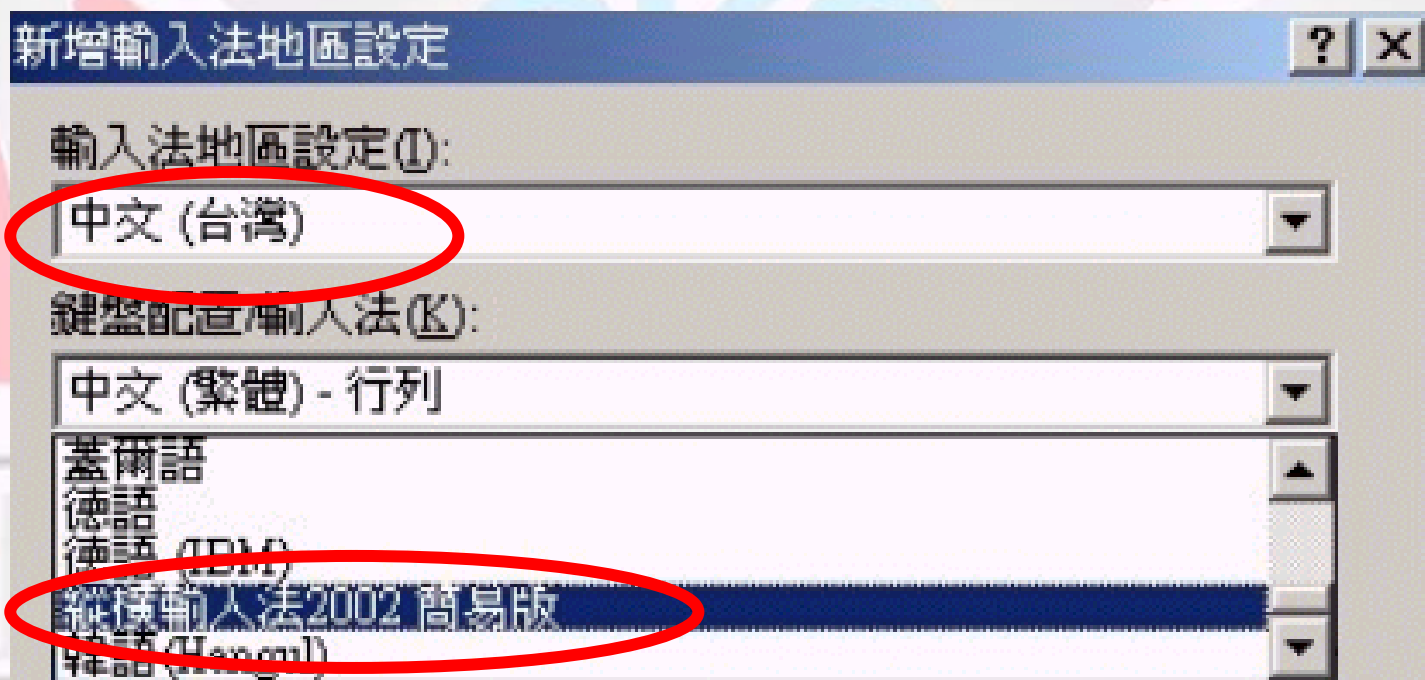 新增輸入法地區設定
輸入法地區設定(I):
中文 (台灣)
鍵盤配置/輸入法(K):
中文 (繁體) - 行列
蓋爾語
德語
德語 (IBM)
縱橫輸入法2002 簡易版
韓語 (Hangul)